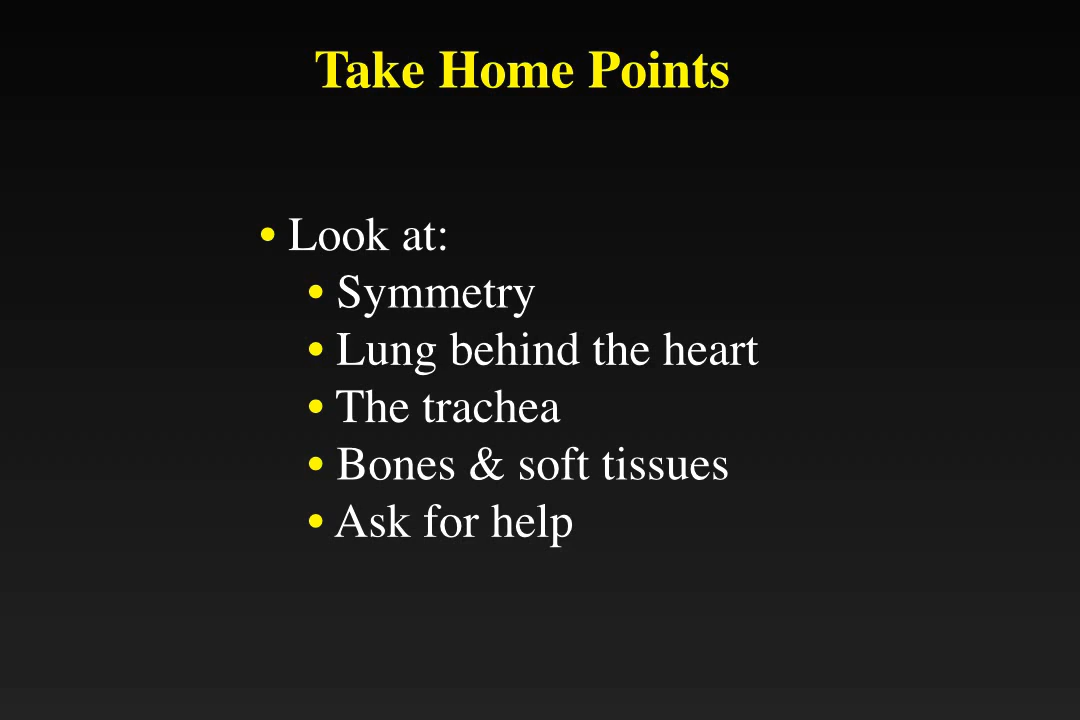 Take Home Points
• Look at:
• Symmetry
• Lung behind the heart
• The trachea
• Bones & soft tissues
• Ask for help